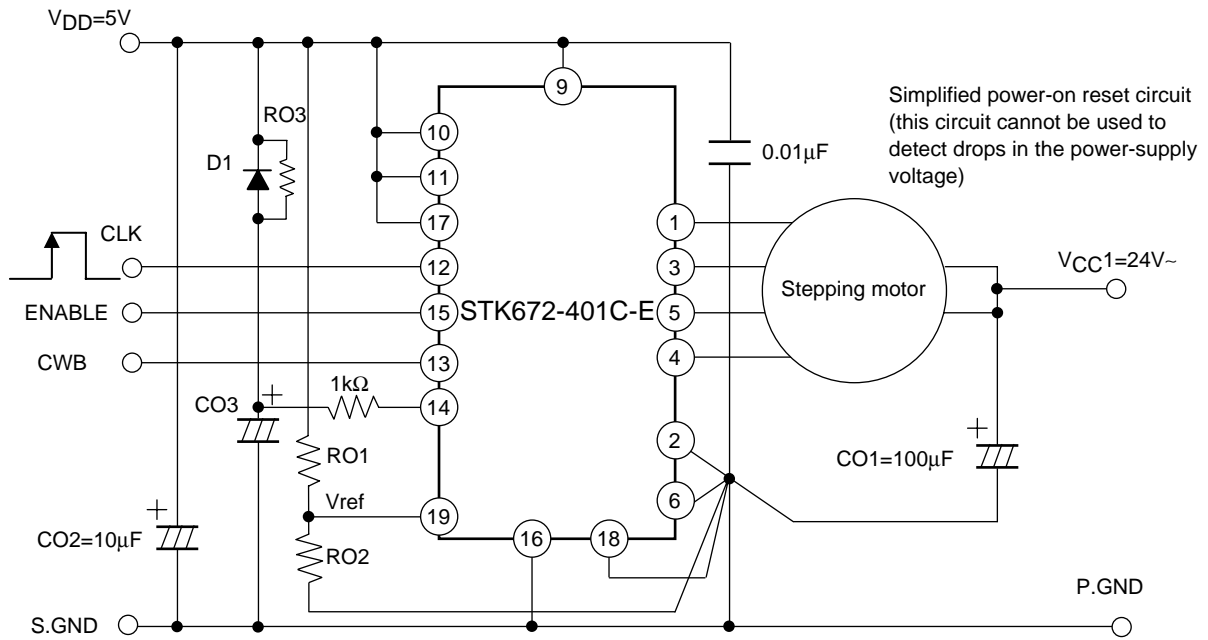 VDD=5V
9
Simplified power-on reset circuit
(this circuit cannot be used to
detect drops in the power-supply
voltage)
RO3
D1
10
11
17
0.01μF
CLK
12
1
3
5
4
Stepping motor
VCC1=24V~
ENABLE
15
STK672-401C-E
CWB
13
1kΩ
CO3
+
14
2
6
RO1
Vref
19
RO2
16
18
+
CO1=100μF
+
CO2=10μF
P.GND
S.GND